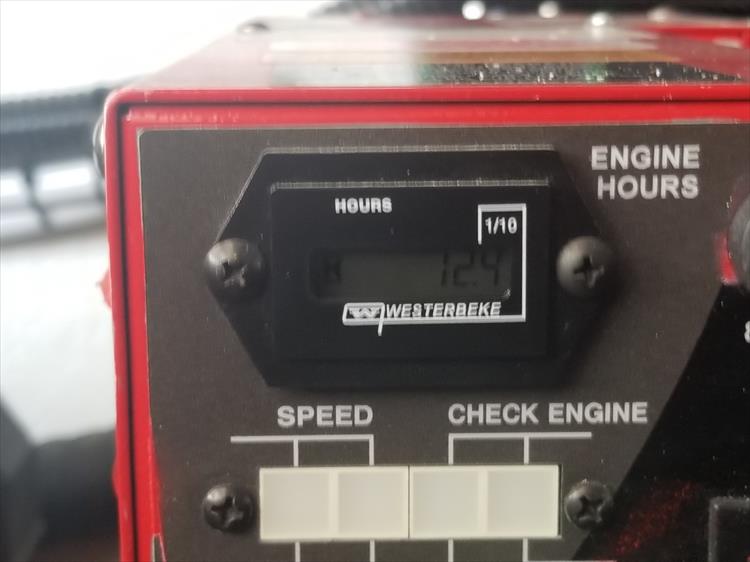 ENGINE
HOURS
HOURS
1/10
12.4
WESTERBEKE
SPEED
CHECK ENGINE